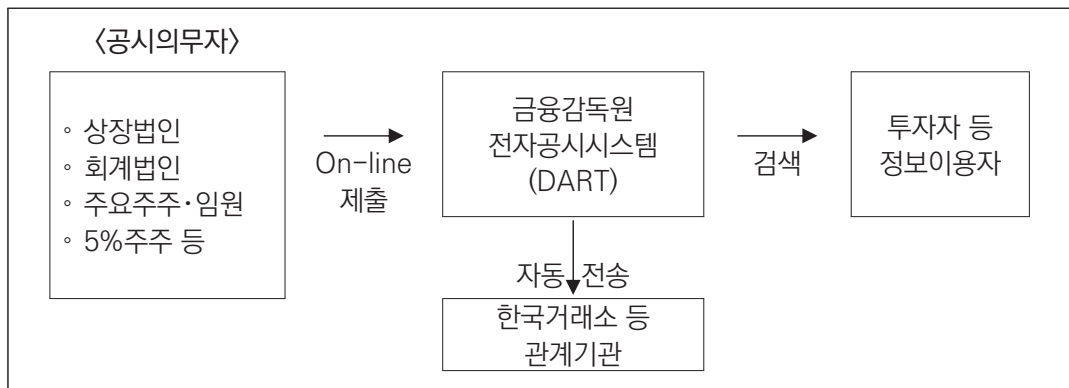 〈공시의무자〉
◦ 상장법인
◦ 회계법인
◦ 주요주주·임원
◦ 5%주주 등
On-line
제출
금융감독원
전자공시시스템
(DART)
검색
투자자 등
정보이용자
자동 전송
한국거래소 등
관계기관